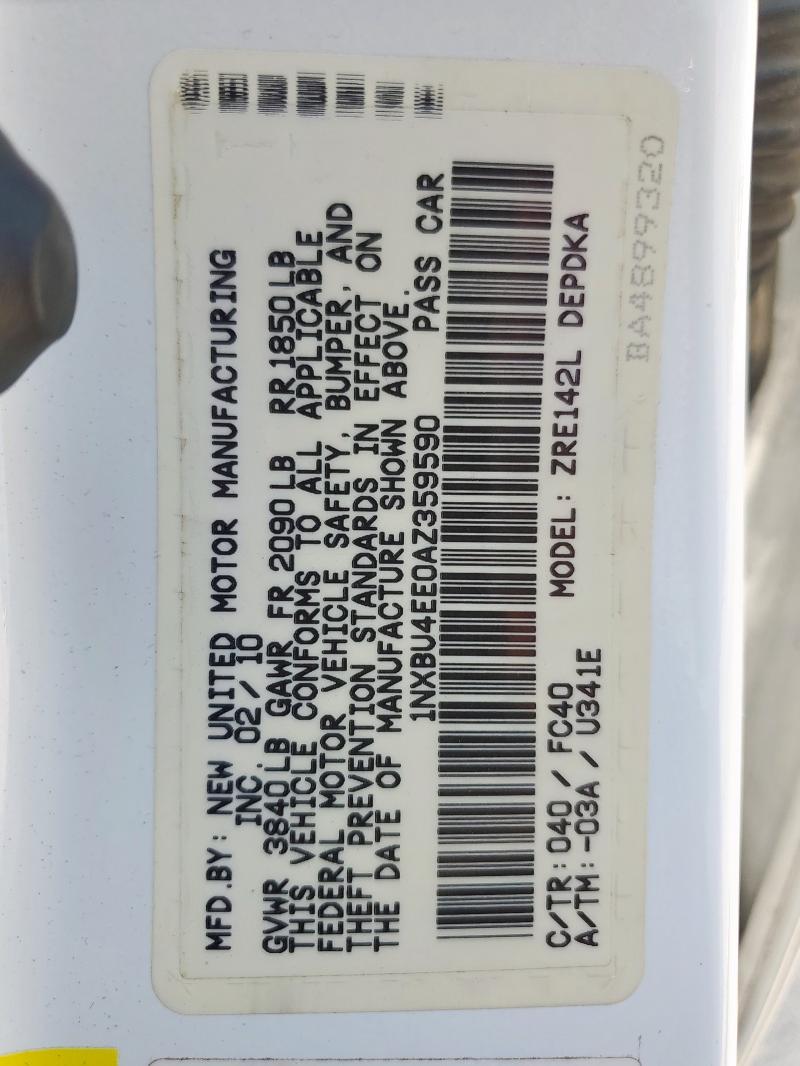 MFD.BY: NEW UNITED MOTOR MANUFACTURING
INC. 02/10
GVWR 3840LB GAWR FR 2090LB RR 1850LB
THIS VEHICLE CONFORMS TO ALL APPLICABLE
FEDERAL MOTOR VEHICLE SAFETY, BUMPER, AND
THEFT PREVENTION STANDARDS IN EFFECT ON
THE DATE OF MANUFACTURE SHOWN ABOVE.
1NXBU4EE0AZ359590 PASS CAR
C/TR: 040 / FC40 MODEL: ZRE142L DEPDKA
A/TM: -03A / U341E
BA4899320